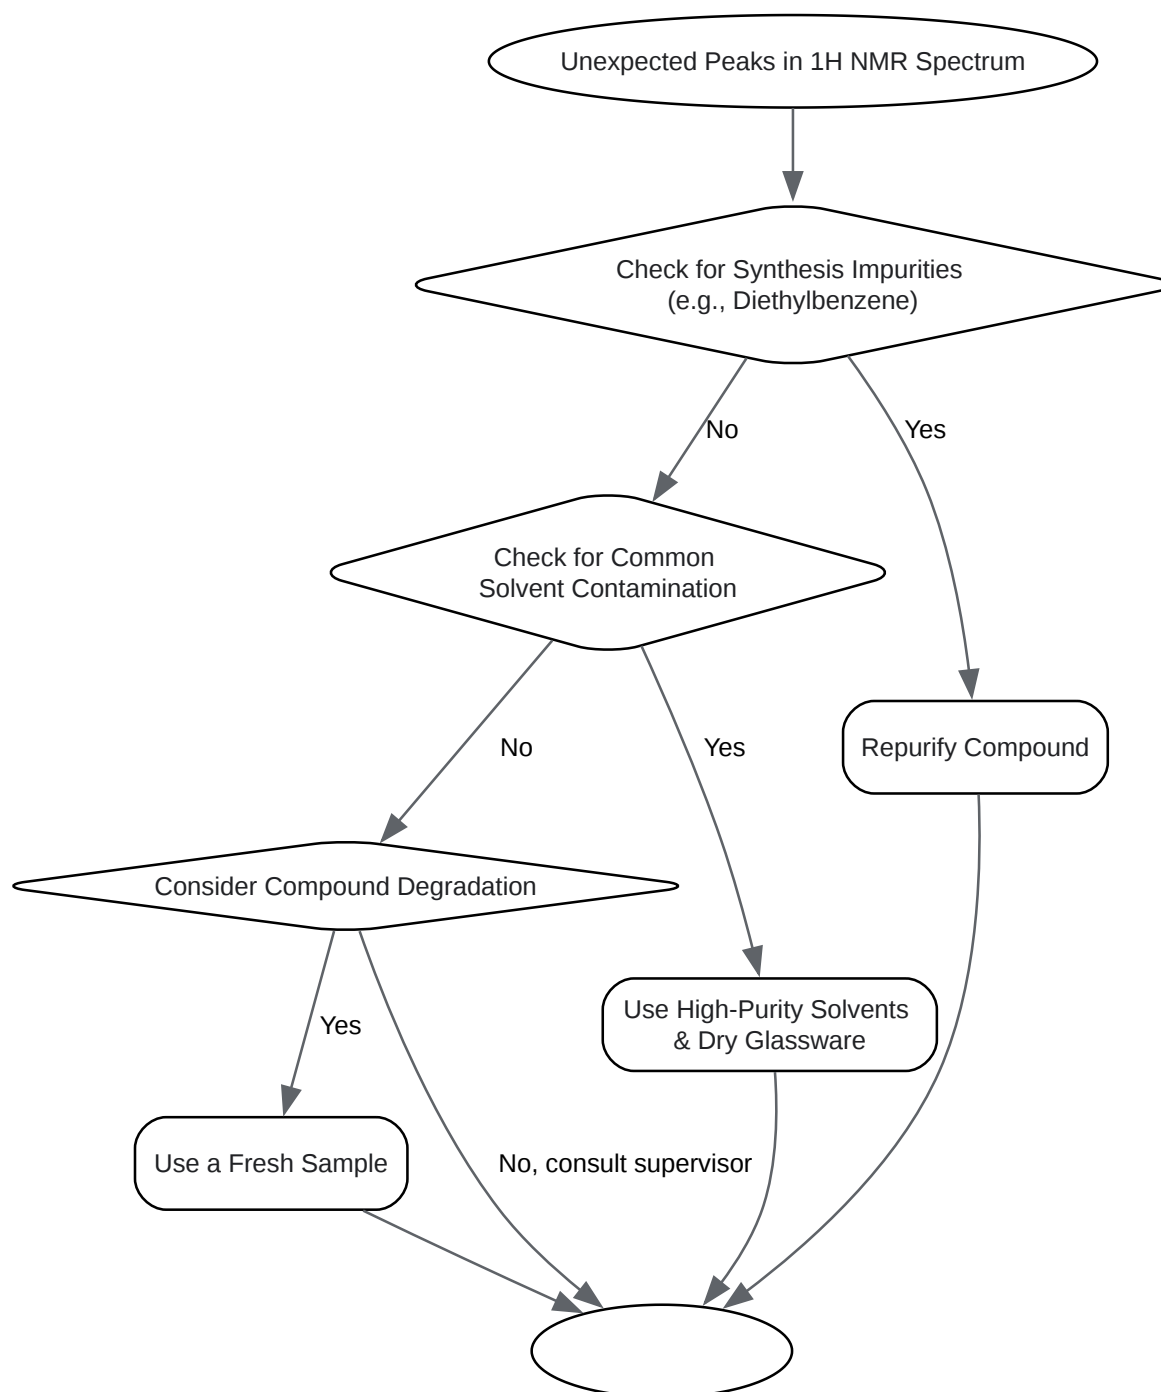 Unexpected Peaks in 1H NMR Spectrum
Check for Synthesis Impurities
(e.g., Diethylbenzene)
No
Yes
Check for Common
Solvent Contamination
No
Yes
Repurify Compound
Consider Compound Degradation
Yes
Use High-Purity Solvents
& Dry Glassware
Use a Fresh Sample
No, consult supervisor